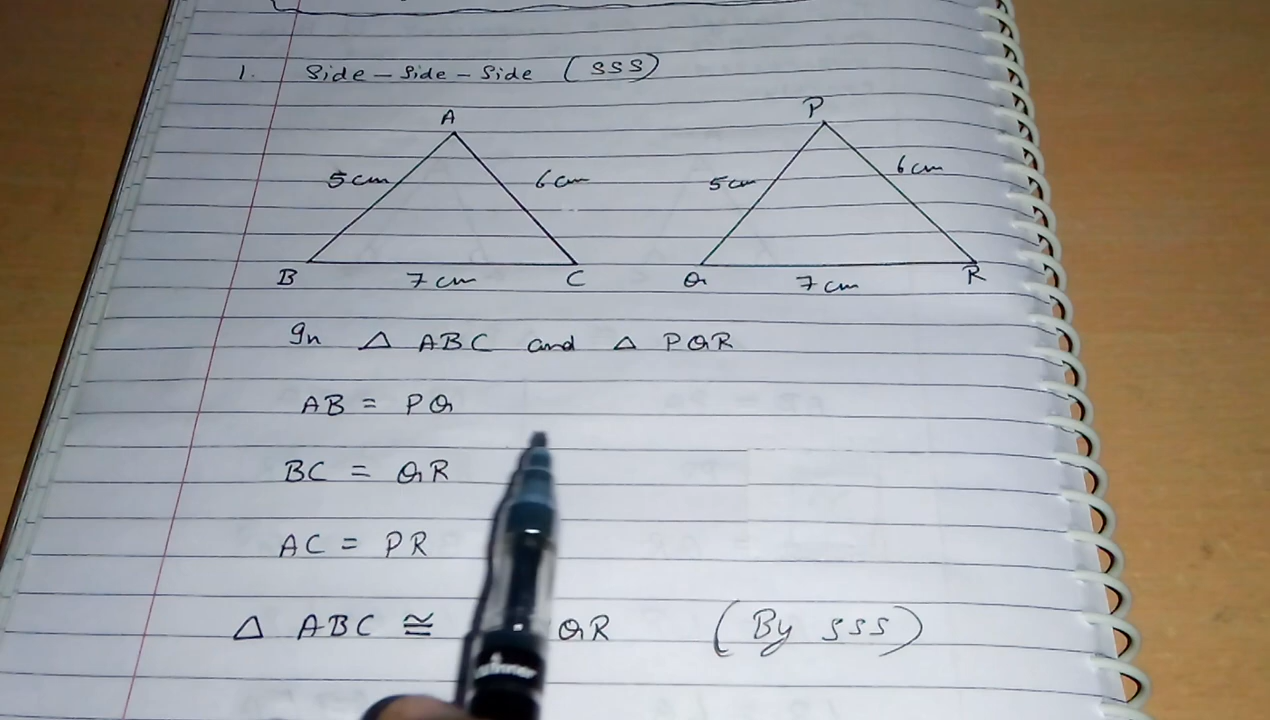 1. Side - Side - Side (SSS)
A P
5cm 6cm 5cm 6cm
B 7cm C Q 7cm R
In △ ABC and △ PQR
AB = PQ
BC = QR
AC = PR
△ ABC ≅ QR (By SSS)